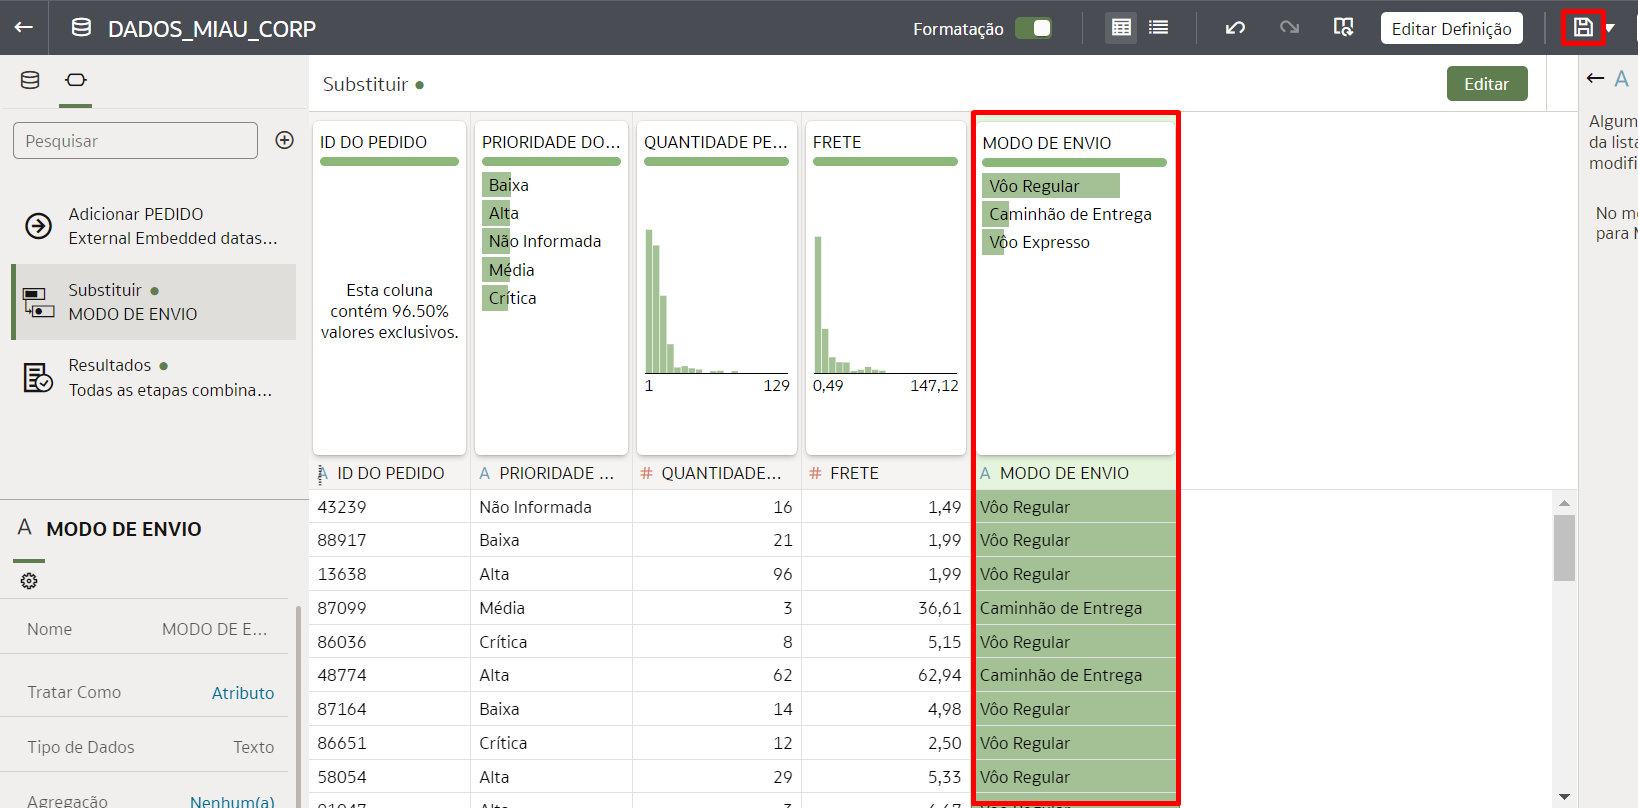 DADOS_MIAU_CORP
Formatação
Editar Definição
Substituir
Editar
Pesquisar
Adicionar PEDIDO
External Embedded datas...
Substituir
MODO DE ENVIO
Resultados
Todas as etapas combina...
ID DO PEDIDO
Esta coluna
contém 96.50%
valores exclusivos.
PRIORIDADE DO...
Baixa
Alta
Não Informada
Média
Crítica
QUANTIDADE PE...
1 129
FRETE
0,49 147,12
MODO DE ENVIO
Vôo Regular
Caminhão de Entrega
Vôo Expresso
A
Algum
da lista
modifi
No m
para
A ID DO PEDIDO A PRIORIDADE ... # QUANTIDADE... # FRETE A MODO DE ENVIO
43239 Não Informada 16 1,49 Vôo Regular
88917 Baixa 21 1,99 Vôo Regular
13638 Alta 96 1,99 Vôo Regular
87099 Média 3 36,61 Caminhão de Entrega
86036 Crítica 8 5,15 Vôo Regular
48774 Alta 62 62,94 Caminhão de Entrega
87164 Baixa 14 4,98 Vôo Regular
86651 Crítica 12 2,50 Vôo Regular
58054 Alta 29 5,33 Vôo Regular
A MODO DE ENVIO
Nome MODO DE E...
Tratar Como Atributo
Tipo de Dados Texto
Agregação Nenhum(a)